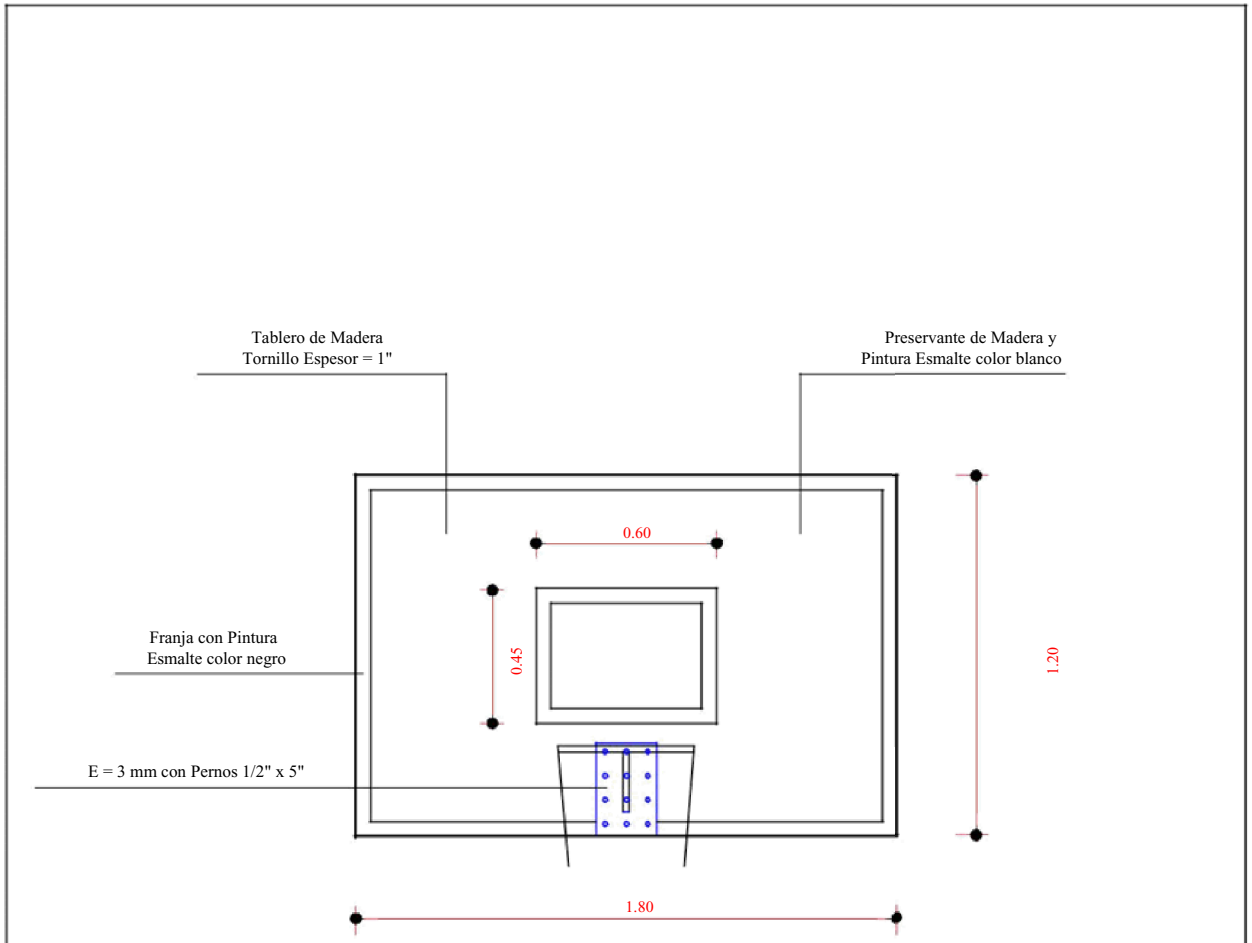 Tablero de Madera
Tornillo Espesor = 1"
Preservante de Madera y
Pintura Esmalte color blanco
0.60
0.45
Franja con Pintura
Esmalte color negro
1.20
E = 3 mm con Pernos 1/2" x 5"
1.80